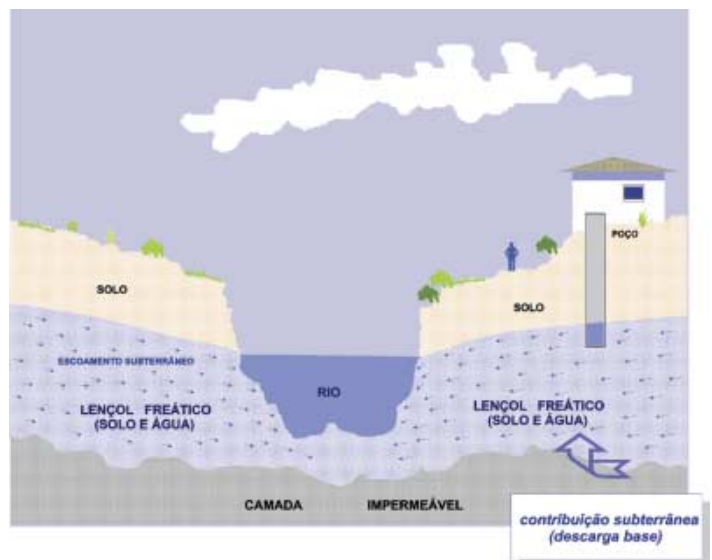 POÇO
SOLO
SOLO
ESCOAMENTO SUBTERRÂNEO
RIO
LENÇOL FREÁTICO
(SOLO E ÁGUA)
LENÇOL FREÁTICO
(SOLO E ÁGUA)
CAMADA IMPERMEÁVEL
contribuição subterrânea
(descarga base)